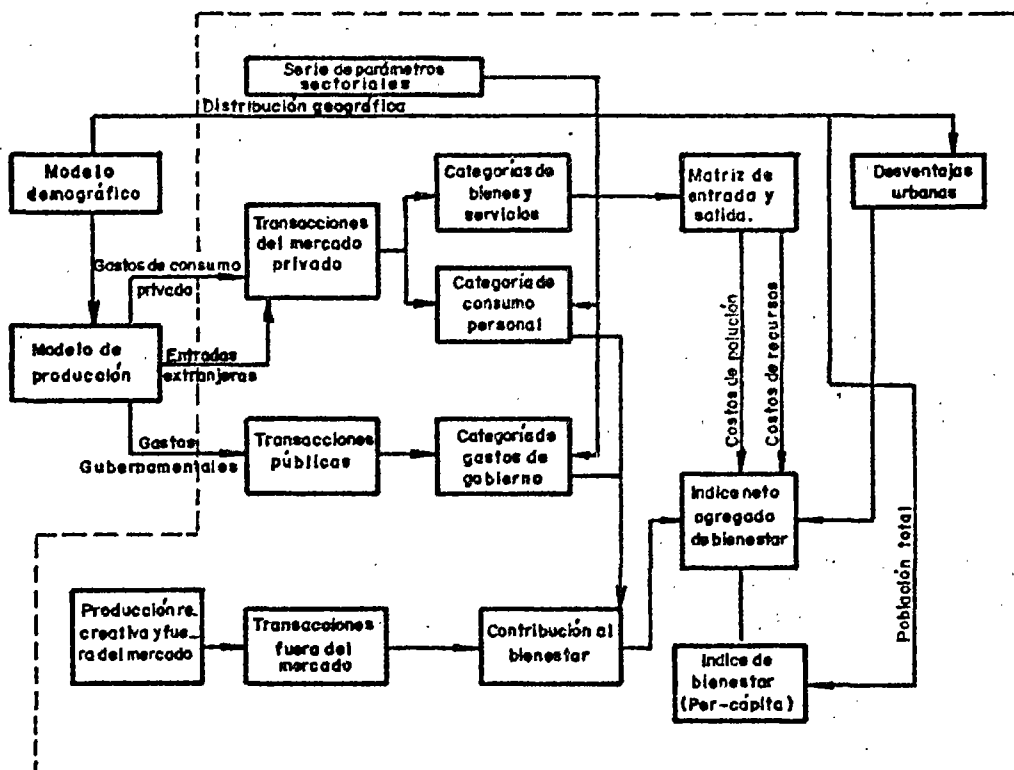 Serie de parámetros
sectoriales
Distribución geográfica
Modelo
demográfico
Categorías de
bienes y
servicios
Matriz de
entrada y
salida.
Desventajas
urbanas
Transacciones
del mercado
privado
Gastos de consumo
privado
Categoría de
consumo
personal
Modelo de
producción
Entradas
extranjeras
Costos de polución
Costos de recursos
Gastos
Gubernamentales
Transacciones
públicas
Categoría de
gastos de
gobierno
Indice neto
agregada
de bienestar
Población total
Producción re_
creativa y fue_
ra del mercado
Transacciones
fuera del
mercado
Contribución al
bienestar
Indice de
bienestar
(Per-cápita)